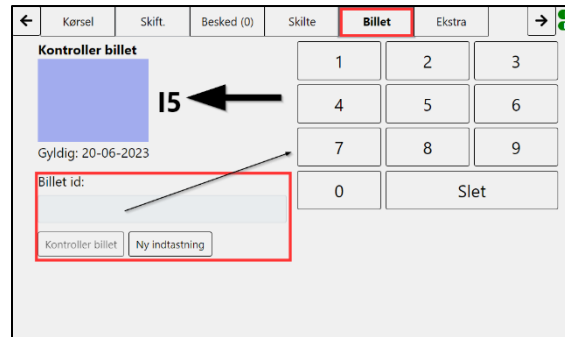 Kørsel Skift. Besked (0) Skilte Billet Ekstra
Kontroller billet
I5
Gyldig: 20-06-2023
Billet id:
Kontroller billet Ny indtastning
1 2 3
4 5 6
7 8 9
0 Slet